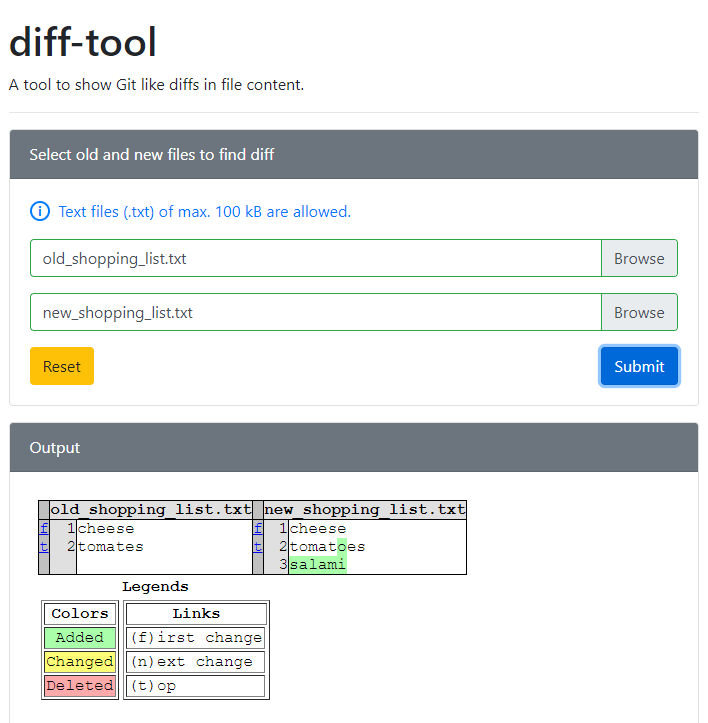 diff-tool
A tool to show Git like diffs in file content.
Select old and new files to find diff
Text files (.txt) of max. 100 kB are allowed.
old_shopping_list.txt Browse
new_shopping_list.txt Browse
Reset Submit
Output
old_shopping_list.txt new_shopping_list.txt
f 1 cheese f 1 cheese
t 2 tomates t 2 tomatoes
3 salami
Legends
Colors Links
Added (f)irst change
Changed (n)ext change
Deleted (t)op